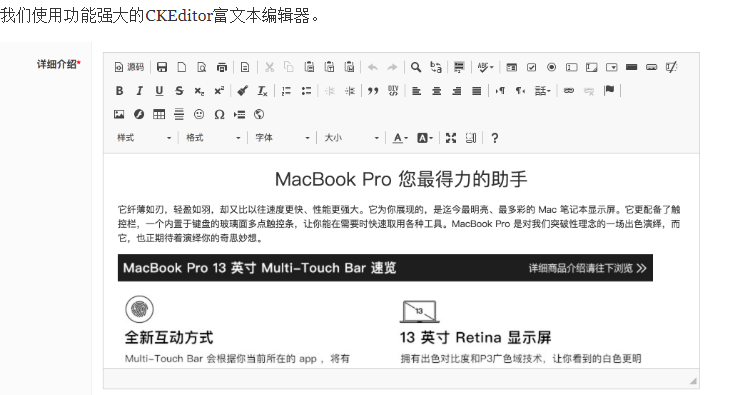 我们使用功能强大的CKEditor富文本编辑器。
详细介绍*
源码
样式 格式 字体 大小
MacBook Pro 您最得力的助手
它纤薄如刃，轻盈如羽，却又比以往速度更快、性能更强大。它为你展现的，是迄今最明亮、最多彩的 Mac 笔记本显示屏。它更配备了触
控栏，一个内置于键盘的玻璃面多点触控条，让你能在需要时快速取用各种工具。MacBook Pro 是对我们突破性理念的一场出色演绎，而
它，也正期待着演绎你的奇思妙想。
MacBook Pro 13 英寸 Multi-Touch Bar 速览 详细商品介绍请往下浏览
13
全新互动方式 13 英寸 Retina 显示屏
Multi-Touch Bar 会根据你当前所在的 app ，将有 拥有出色对比度和P3广色域技术，让你看到的白色更明